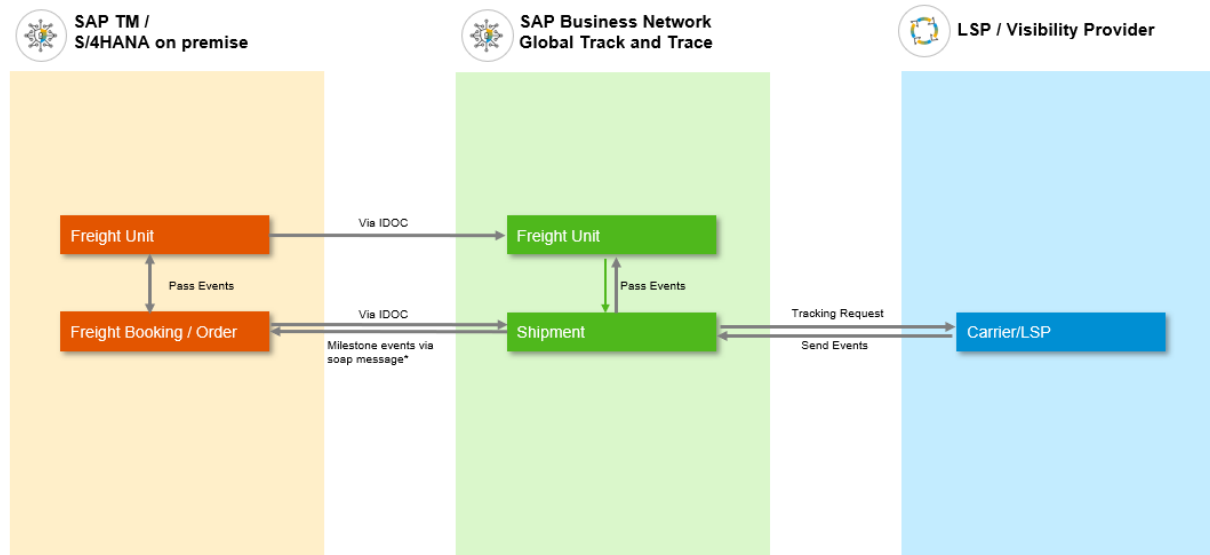 SAP TM /
S/4HANA on premise
SAP Business Network
Global Track and Trace
LSP / Visibility Provider
Freight Unit
Via IDOC
Freight Unit
Pass Events
Pass Events
Freight Booking / Order
Via IDOC
Milestone events via
soap message*
Shipment
Tracking Request
Send Events
Carrier/LSP